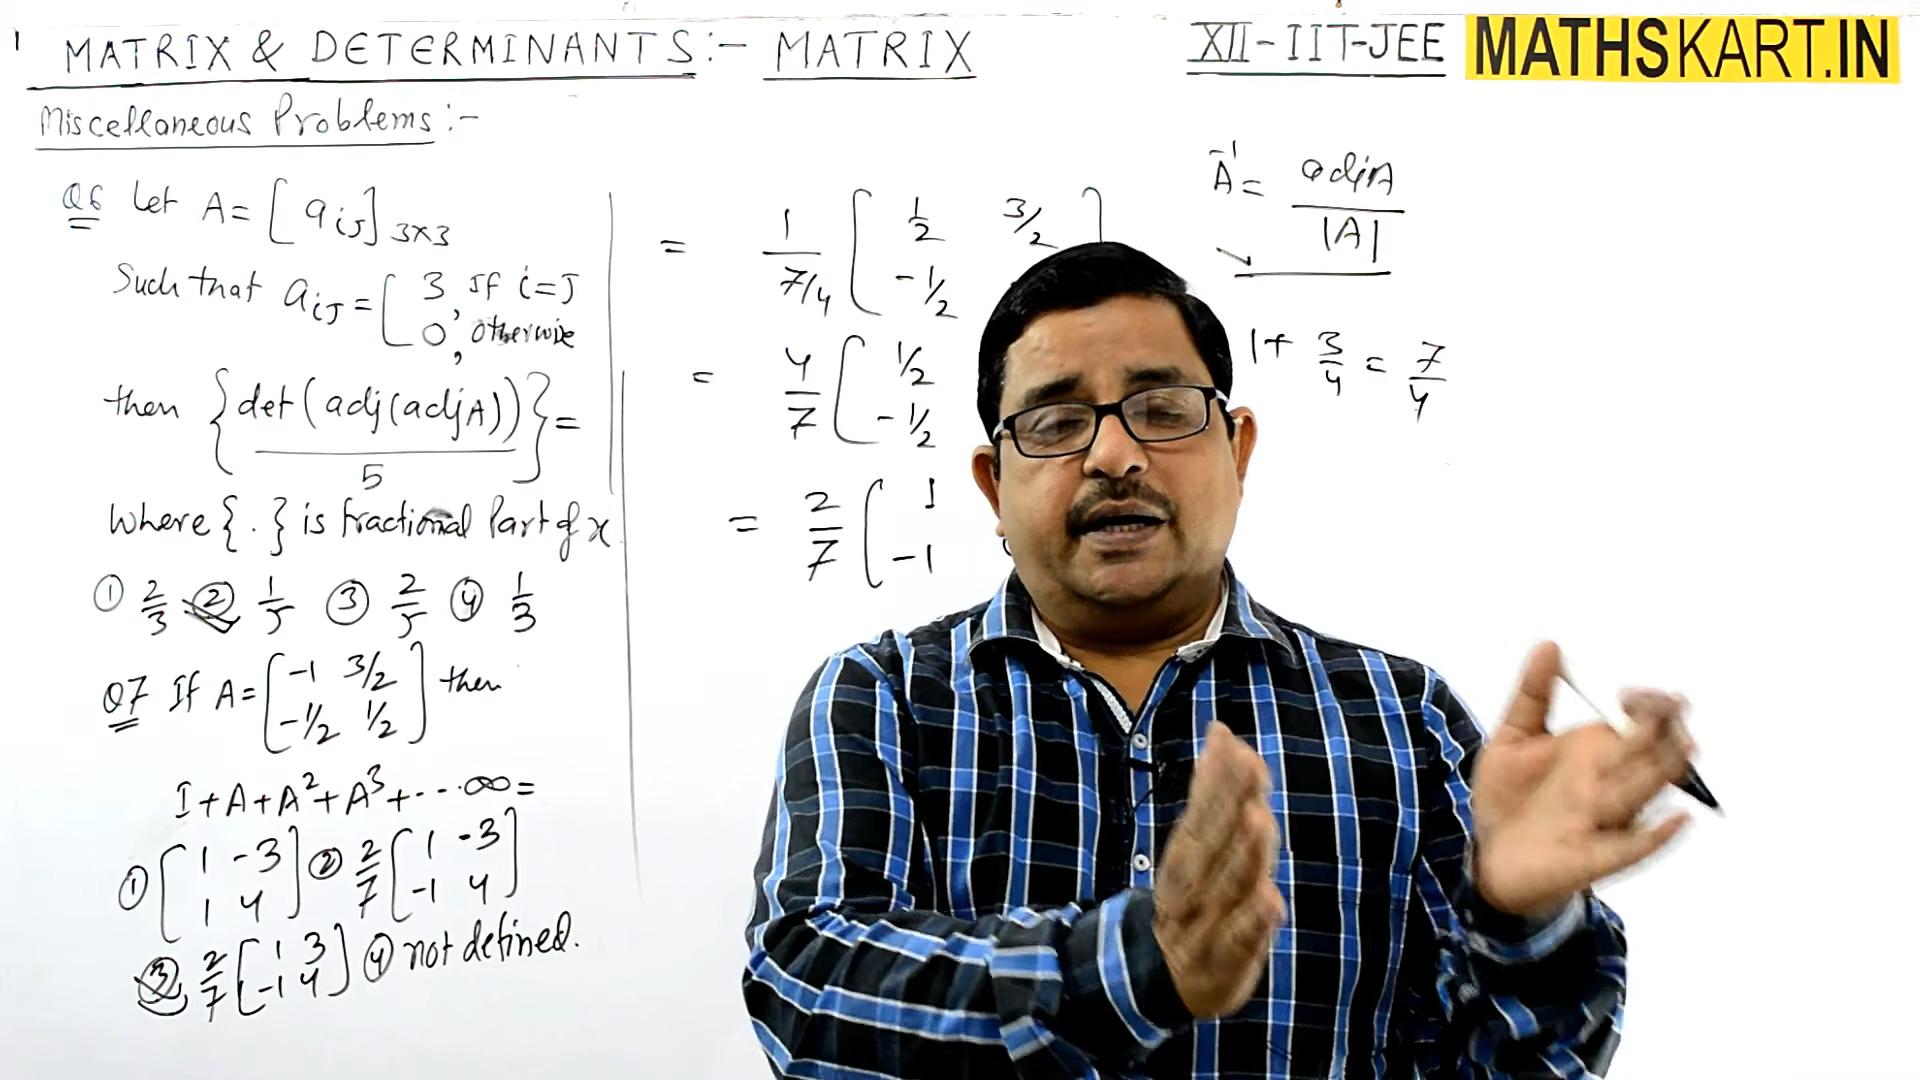 1 MATRIX & DETERMINANTS:- MATRIX XII-IIT-JEE MATHSKART.IN
Miscellaneous Problems:-
Q6 Let A = [aij]3×3
Such that aiJ = [ 3, If i=J
0, otherwise
then {det(adj(adjA))/5} =
Where {.} is fractional Part of x
① 2/3 ② 1/5 ③ 2/5 ④ 1/3
Q7 If A = [-1 3/2 then
-1/2 1/2]
I+A+A²+A³+--·∞=
① [1 -3 ② 2/7 [1 -3
1 4] -1 4]
③ 2/7 [1 3 ④ not defined.
-1 4]
= 1/(7/4) [1/2 3/2
-1/2
= 4/7 [1/2
-1/2
= 2/7 [1
-1
A⁻¹ = adjA/|A|
1+ 3/4 = 7/4